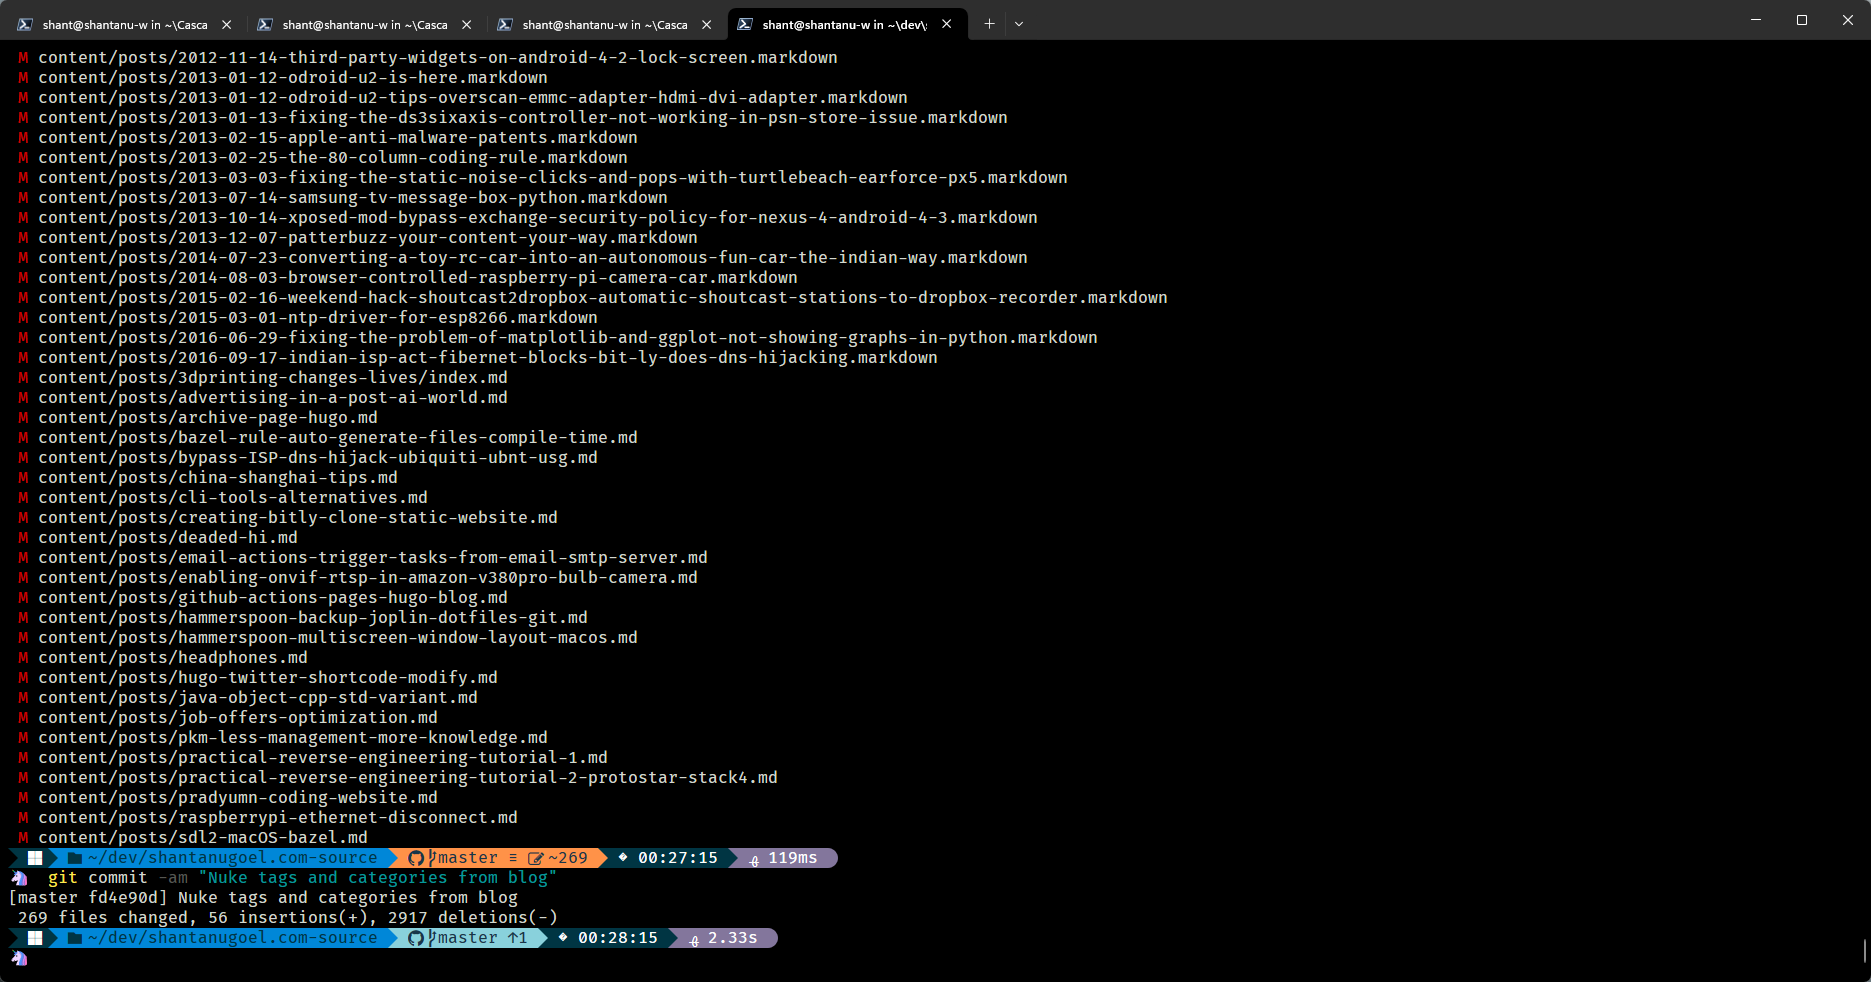 shant@shantanu-w in ~\Casca shant@shantanu-w in ~\Casca shant@shantanu-w in ~\Casca shant@shantanu-w in ~\dev\
M content/posts/2012-11-14-third-party-widgets-on-android-4-2-lock-screen.markdown
M content/posts/2013-01-12-odroid-u2-is-here.markdown
M content/posts/2013-01-12-odroid-u2-tips-overscan-emmc-adapter-hdmi-dvi-adapter.markdown
M content/posts/2013-01-13-fixing-the-ds3sixaxis-controller-not-working-in-psn-store-issue.markdown
M content/posts/2013-02-15-apple-anti-malware-patents.markdown
M content/posts/2013-02-25-the-80-column-coding-rule.markdown
M content/posts/2013-03-03-fixing-the-static-noise-clicks-and-pops-with-turtlebeach-earforce-px5.markdown
M content/posts/2013-07-14-samsung-tv-message-box-python.markdown
M content/posts/2013-10-14-xposed-mod-bypass-exchange-security-policy-for-nexus-4-android-4-3.markdown
M content/posts/2013-12-07-patterbuzz-your-content-your-way.markdown
M content/posts/2014-07-23-converting-a-toy-rc-car-into-an-autonomous-fun-car-the-indian-way.markdown
M content/posts/2014-08-03-browser-controlled-raspberry-pi-camera-car.markdown
M content/posts/2015-02-16-weekend-hack-shoutcast2dropbox-automatic-shoutcast-stations-to-dropbox-recorder.markdown
M content/posts/2015-03-01-ntp-driver-for-esp8266.markdown
M content/posts/2016-06-29-fixing-the-problem-of-matplotlib-and-ggplot-not-showing-graphs-in-python.markdown
M content/posts/2016-09-17-indian-isp-act-fibernet-blocks-bit-ly-does-dns-hijacking.markdown
M content/posts/3dprinting-changes-lives/index.md
M content/posts/advertising-in-a-post-ai-world.md
M content/posts/archive-page-hugo.md
M content/posts/bazel-rule-auto-generate-files-compile-time.md
M content/posts/bypass-ISP-dns-hijack-ubiquiti-ubnt-usg.md
M content/posts/china-shanghai-tips.md
M content/posts/cli-tools-alternatives.md
M content/posts/creating-bitly-clone-static-website.md
M content/posts/deaded-hi.md
M content/posts/email-actions-trigger-tasks-from-email-smtp-server.md
M content/posts/enabling-onvif-rtsp-in-amazon-v380pro-bulb-camera.md
M content/posts/github-actions-pages-hugo-blog.md
M content/posts/hammerspoon-backup-joplin-dotfiles-git.md
M content/posts/hammerspoon-multiscreen-window-layout-macos.md
M content/posts/headphones.md
M content/posts/hugo-twitter-shortcode-modify.md
M content/posts/java-object-cpp-std-variant.md
M content/posts/job-offers-optimization.md
M content/posts/pkm-less-management-more-knowledge.md
M content/posts/practical-reverse-engineering-tutorial-1.md
M content/posts/practical-reverse-engineering-tutorial-2-protostar-stack4.md
M content/posts/pradyumn-coding-website.md
M content/posts/raspberrypi-ethernet-disconnect.md
M content/posts/sdl2-macOS-bazel.md
~/dev/shantanugoel.com-source master ≡ ~269 00:27:15 119ms
git commit -am "Nuke tags and categories from blog"
[master fd4e90d] Nuke tags and categories from blog
269 files changed, 56 insertions(+), 2917 deletions(-)
~/dev/shantanugoel.com-source master ↑1 00:28:15 2.33s